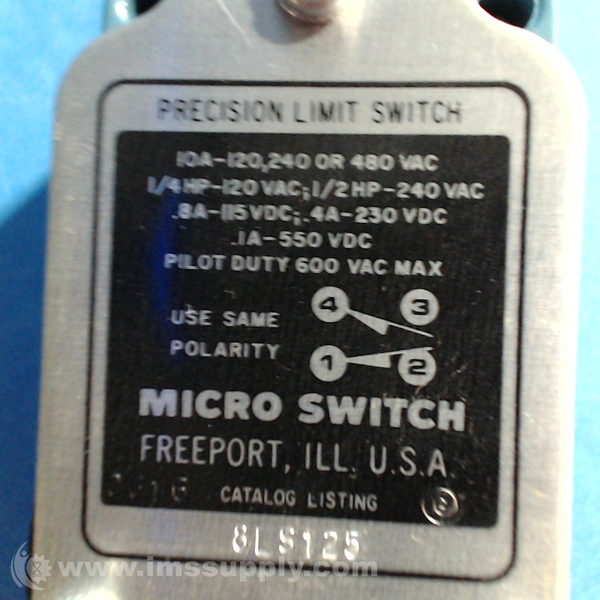 PRECISION LIMIT SWITCH
10A-120,240 OR 480 VAC
1/4 HP-120 VAC; 1/2 HP-240 VAC
.8A-115 VDC; .4A-230 VDC
.1A-550 VDC
PILOT DUTY 600 VAC MAX
USE SAME
POLARITY
4 3
1 2
MICRO SWITCH
FREEPORT, ILL. U.S.A.
CATALOG LISTING
8LS125
www.imssupply.com